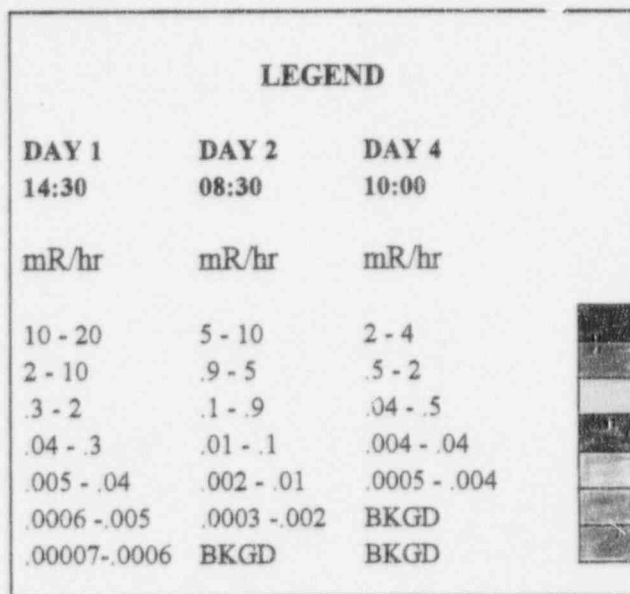 LEGEND
DAY 1 DAY 2 DAY 4
14:30 08:30 10:00
mR/hr mR/hr mR/hr
10 - 20 5 - 10 2 - 4
2 - 10 .9 - 5 .5 - 2
.3 - 2 .1 - .9 .04 - .5
.04 - .3 .01 - .1 .004 - .04
.005 - .04 .002 - .01 .0005 - .004
.0006 -.005 .0003 -.002 BKGD
.00007-.0006 BKGD BKGD